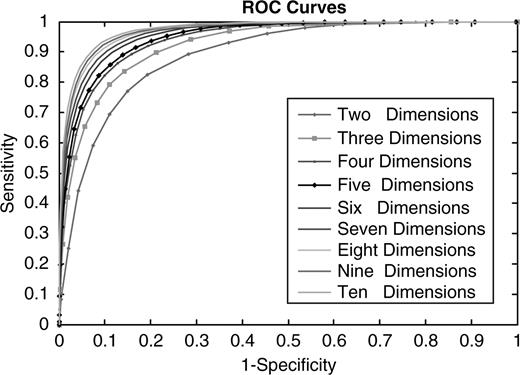 ROC Curves
1
0.9
0.8
0.7
0.6
0.5
0.4
0.3
0.2
0.1
0
Sensitivity
Two Dimensions
Three Dimensions
Four Dimensions
Five Dimensions
Six Dimensions
Seven Dimensions
Eight Dimensions
Nine Dimensions
Ten Dimensions
0 0.1 0.2 0.3 0.4 0.5 0.6 0.7 0.8 0.9 1
1-Specificity